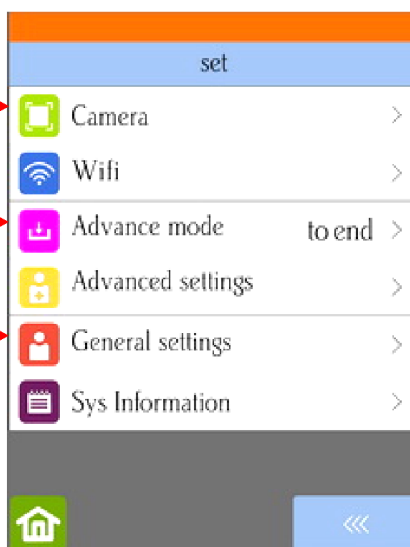 set
Camera
Wifi
Advance mode to end
Advanced settings
General settings
Sys Information